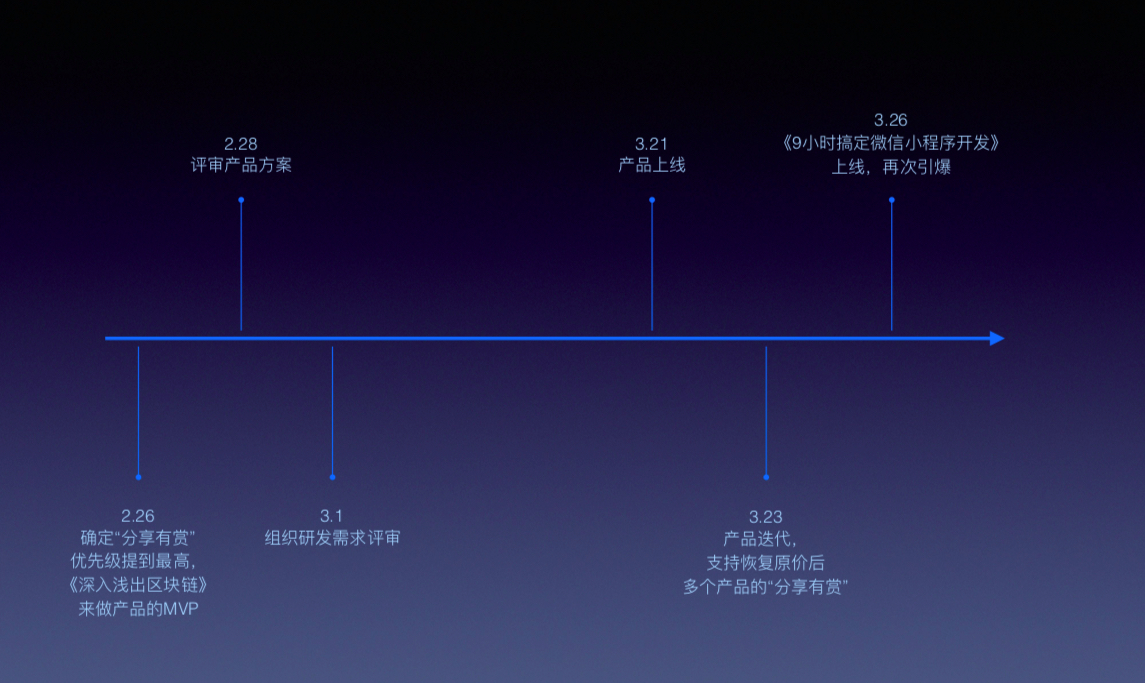 2.28
评审产品方案
3.21
产品上线
3.26
《9小时搞定微信小程序开发》
上线，再次引爆
2.26
确定“分享有赏”
优先级提到最高，
《深入浅出区块链》
来做产品的MVP
3.1
组织研发需求评审
3.23
产品迭代，
支持恢复原价后
多个产品的“分享有赏”